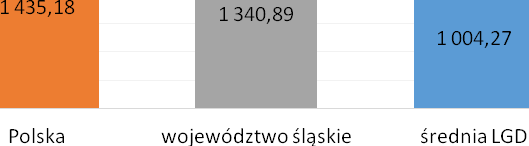 1 435,18
1 340,89
1 004,27
Polska
województwo śląskie
średnia LGD